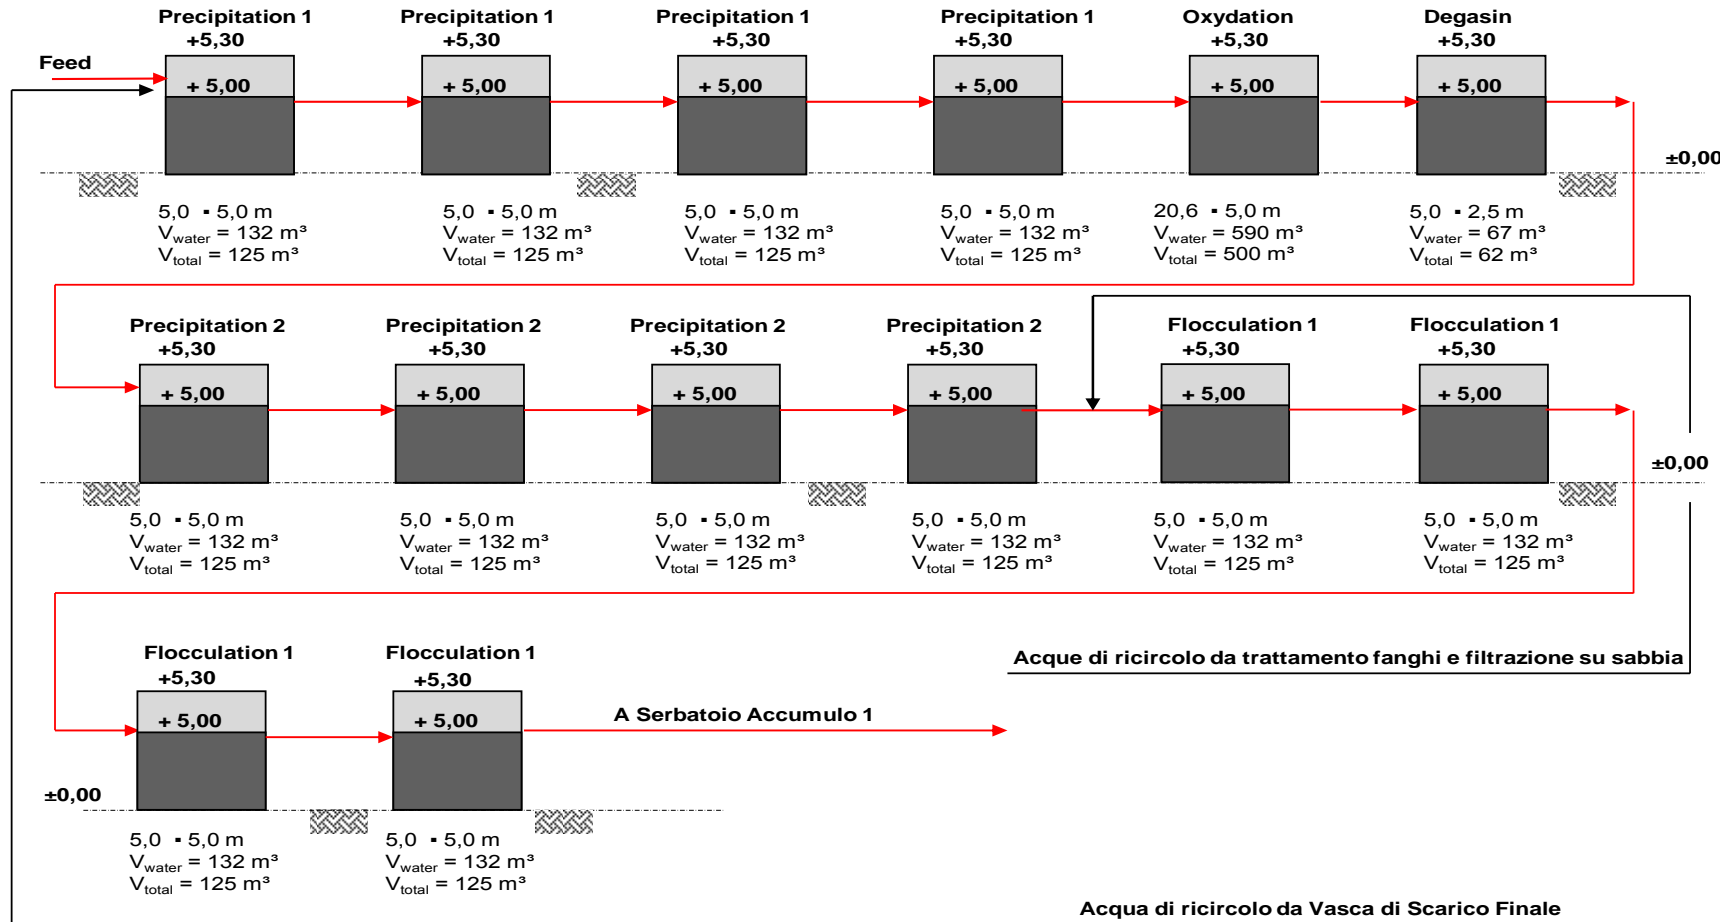 Precipitation 1 Precipitation 1 Precipitation 1 Precipitation 1 Oxydation Degasin
+5,30 +5,30 +5,30 +5,30 +5,30 +5,30
Feed
+ 5,00 + 5,00 + 5,00 + 5,00 + 5,00 + 5,00
±0,00
5,0 ▪ 5,0 m 5,0 ▪ 5,0 m 5,0 ▪ 5,0 m 5,0 ▪ 5,0 m 20,6 ▪ 5,0 m 5,0 ▪ 2,5 m
Vwater = 132 m³ Vwater = 132 m³ Vwater = 132 m³ Vwater = 132 m³ Vwater = 590 m³ Vwater = 67 m³
Vtotal = 125 m³ Vtotal = 125 m³ Vtotal = 125 m³ Vtotal = 125 m³ Vtotal = 500 m³ Vtotal = 62 m³
Precipitation 2 Precipitation 2 Precipitation 2 Precipitation 2 Flocculation 1 Flocculation 1
+5,30 +5,30 +5,30 +5,30 +5,30 +5,30
+ 5,00 + 5,00 + 5,00 + 5,00 + 5,00 + 5,00
±0,00
5,0 ▪ 5,0 m 5,0 ▪ 5,0 m 5,0 ▪ 5,0 m 5,0 ▪ 5,0 m 5,0 ▪ 5,0 m 5,0 ▪ 5,0 m
Vwater = 132 m³ Vwater = 132 m³ Vwater = 132 m³ Vwater = 132 m³ Vwater = 132 m³ Vwater = 132 m³
Vtotal = 125 m³ Vtotal = 125 m³ Vtotal = 125 m³ Vtotal = 125 m³ Vtotal = 125 m³ Vtotal = 125 m³
Flocculation 1 Flocculation 1
+5,30 +5,30
Acque di ricircolo da trattamento fanghi e filtrazione su sabbia
+ 5,00 + 5,00
A Serbatoio Accumulo 1
±0,00
5,0 ▪ 5,0 m 5,0 ▪ 5,0 m
Vwater = 132 m³ Vwater = 132 m³
Vtotal = 125 m³ Vtotal = 125 m³
Acqua di ricircolo da Vasca di Scarico Finale